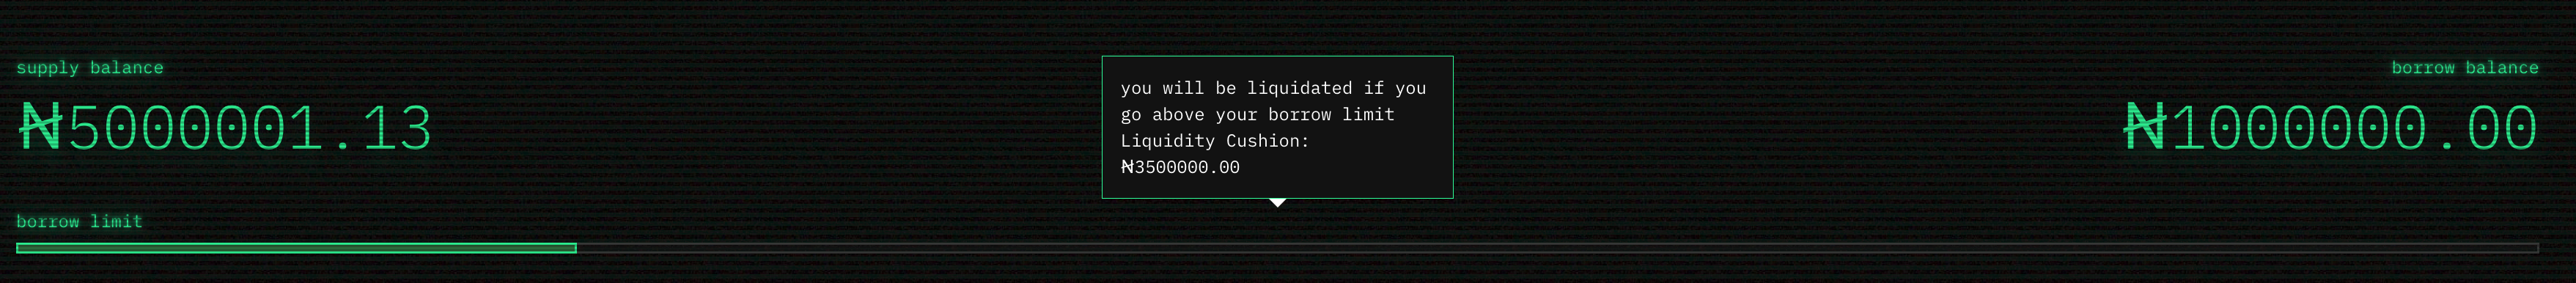 supply balance
₦5000001.13
you will be liquidated if you
go above your borrow limit
Liquidity Cushion:
₦3500000.00
borrow balance
₦1000000.00
borrow limit